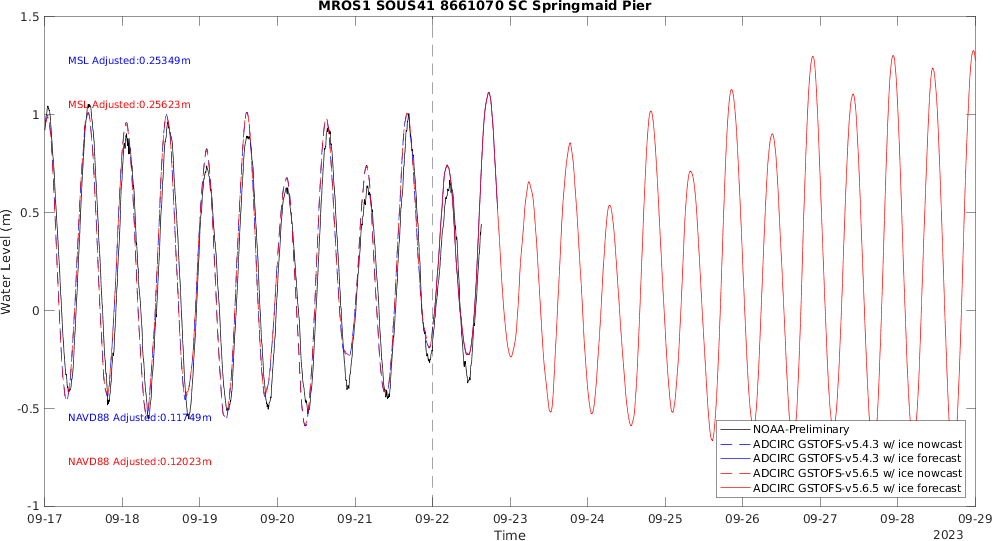 MROS1 SOUS41 8661070 SC Springmaid Pier
1.5
1
0.5
0
-0.5
-1
Water Level (m)
MSL Adjusted:0.25349m
MSL Adjusted:0.25623m
NAVD88 Adjusted:0.11749m
NAVD88 Adjusted:0.12023m
NOAA-Preliminary
ADCIRC GSTOFS-v5.4.3 w/ ice nowcast
ADCIRC GSTOFS-v5.4.3 w/ ice forecast
ADCIRC GSTOFS-v5.6.5 w/ ice nowcast
ADCIRC GSTOFS-v5.6.5 w/ ice forecast
09-17 09-18 09-19 09-20 09-21 09-22 09-23 09-24 09-25 09-26 09-27 09-28 09-29
Time
2023